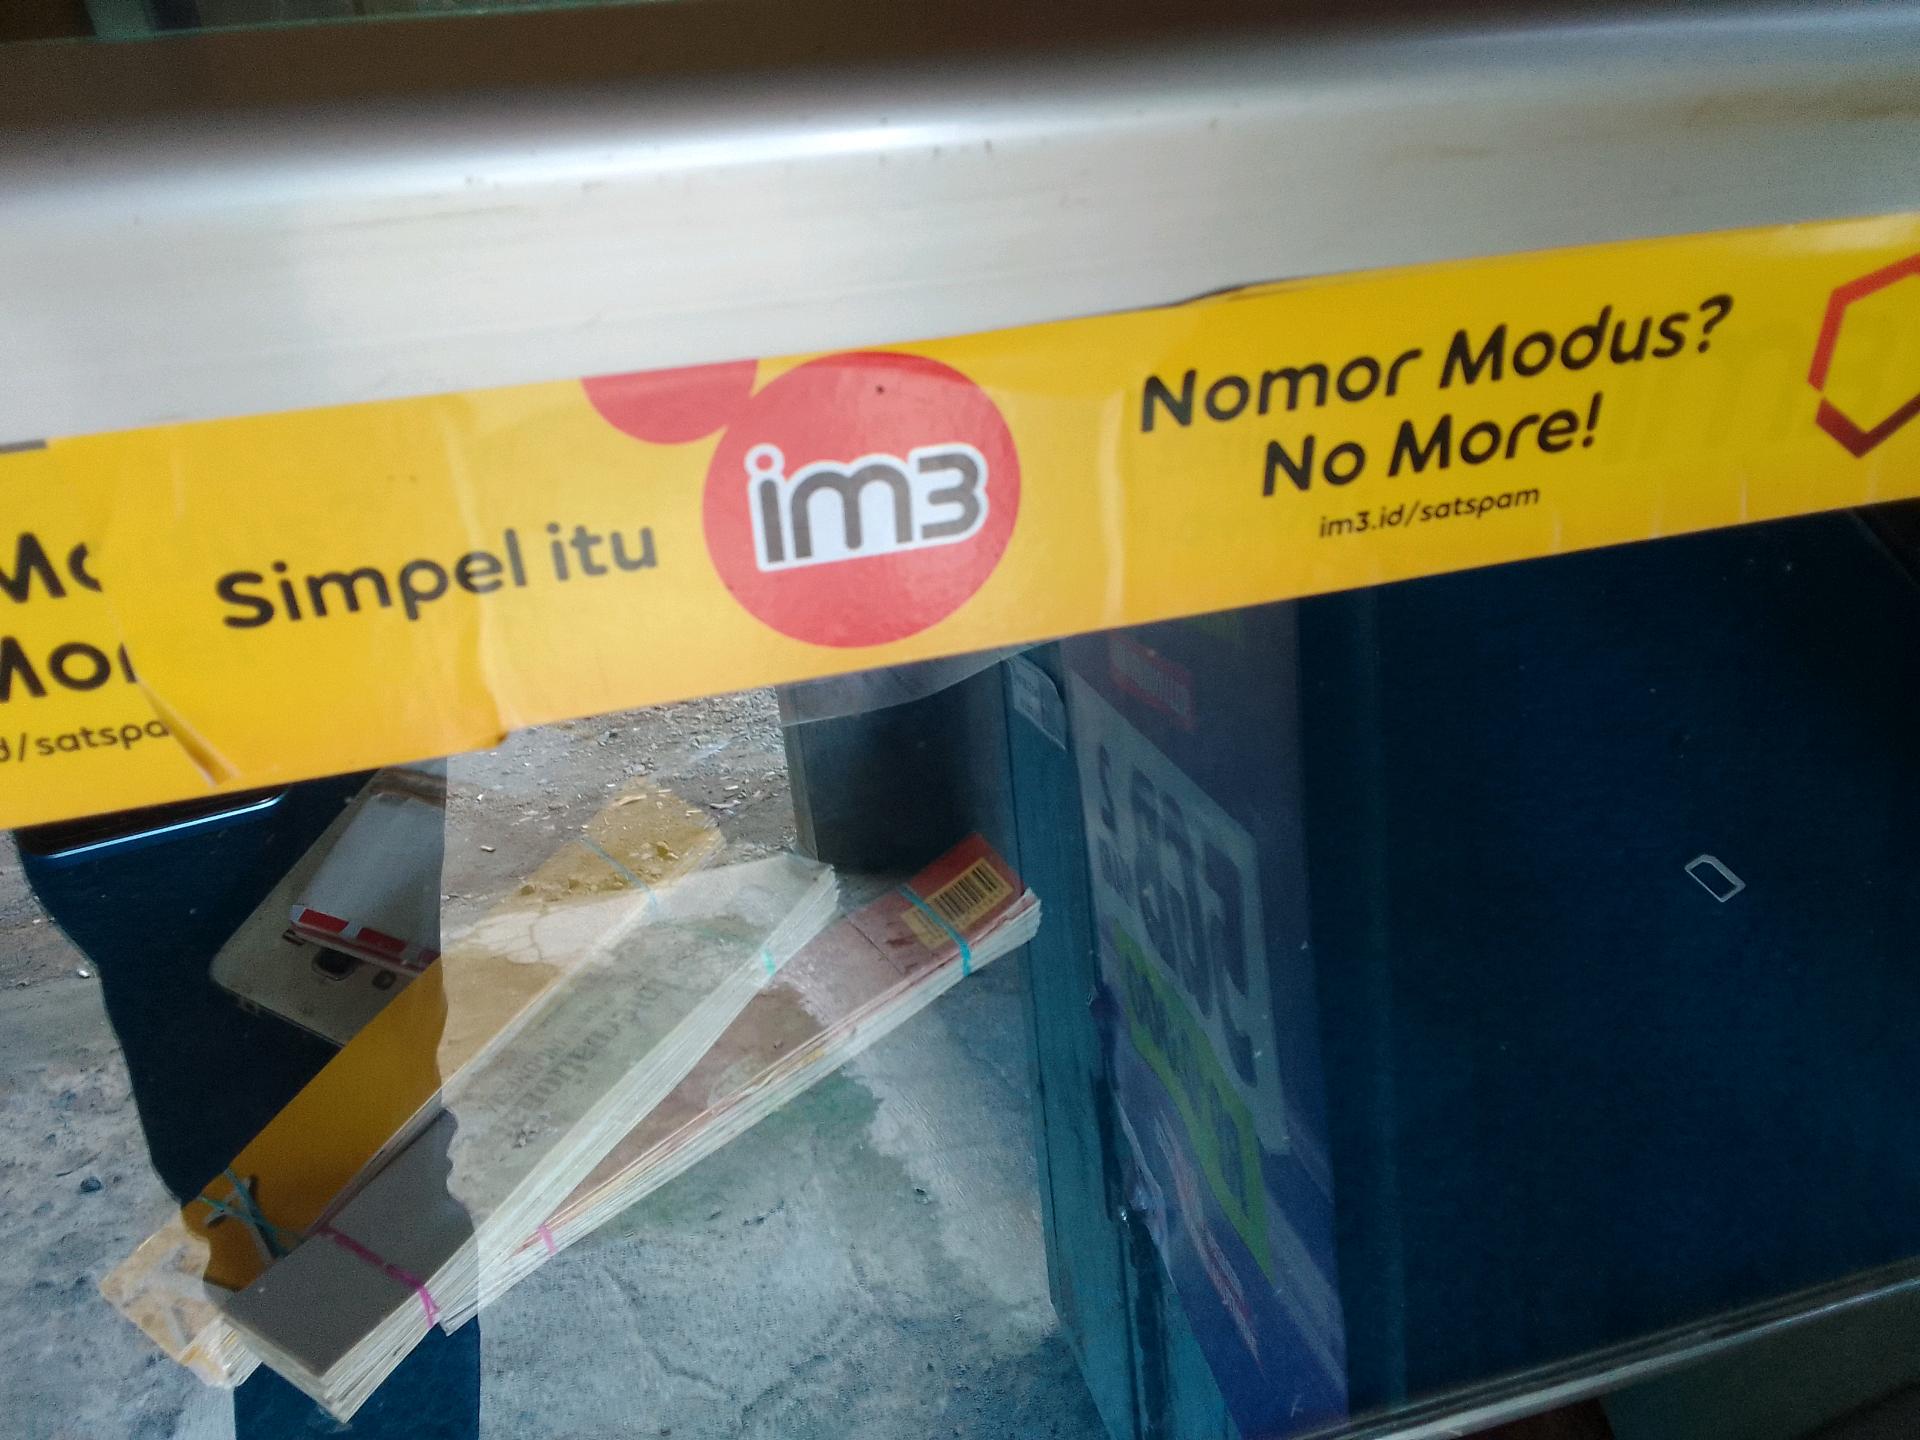 Simpel itu
im3
Nomor Modus?
No More!
im3.id/satspam
Mo
Mor
d/satspa